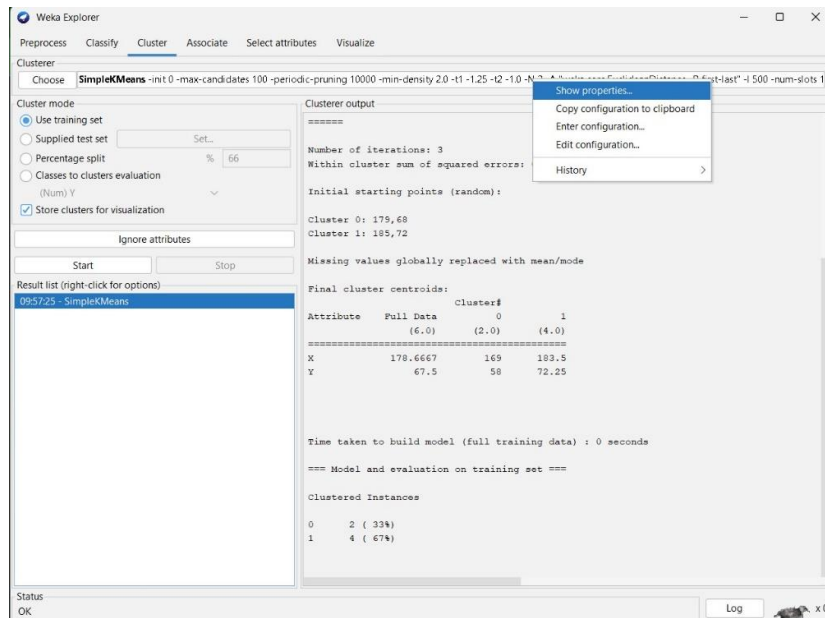 Weka Explorer
Preprocess Classify Cluster Associate Select attributes Visualize
Clusterer
Choose SimpleKMeans -init 0 -max-candidates 100 -periodic-pruning 10000 -min-density 2.0 -t1 -1.25 -t2 -1.0 first-last" -I 500 -num-slots 1
Show properties...
Copy configuration to clipboard
Enter configuration...
Edit configuration...
History
Cluster mode
Use training set
Supplied test set Set...
Percentage split % 66
Classes to clusters evaluation
(Num) Y
Store clusters for visualization
Ignore attributes
Start Stop
Result list (right-click for options)
09:57:25 - SimpleKMeans
Clusterer output
======
Number of iterations: 3
Within cluster sum of squared errors:
Initial starting points (random):
Cluster 0: 179,68
Cluster 1: 185,72
Missing values globally replaced with mean/mode
Final cluster centroids:
Cluster#
Attribute Full Data 0 1
(6.0) (2.0) (4.0)
============================================
X 178.6667 169 183.5
Y 67.5 58 72.25
Time taken to build model (full training data) : 0 seconds
=== Model and evaluation on training set ===
Clustered Instances
0 2 ( 33%)
1 4 ( 67%)
Status
OK
Log x